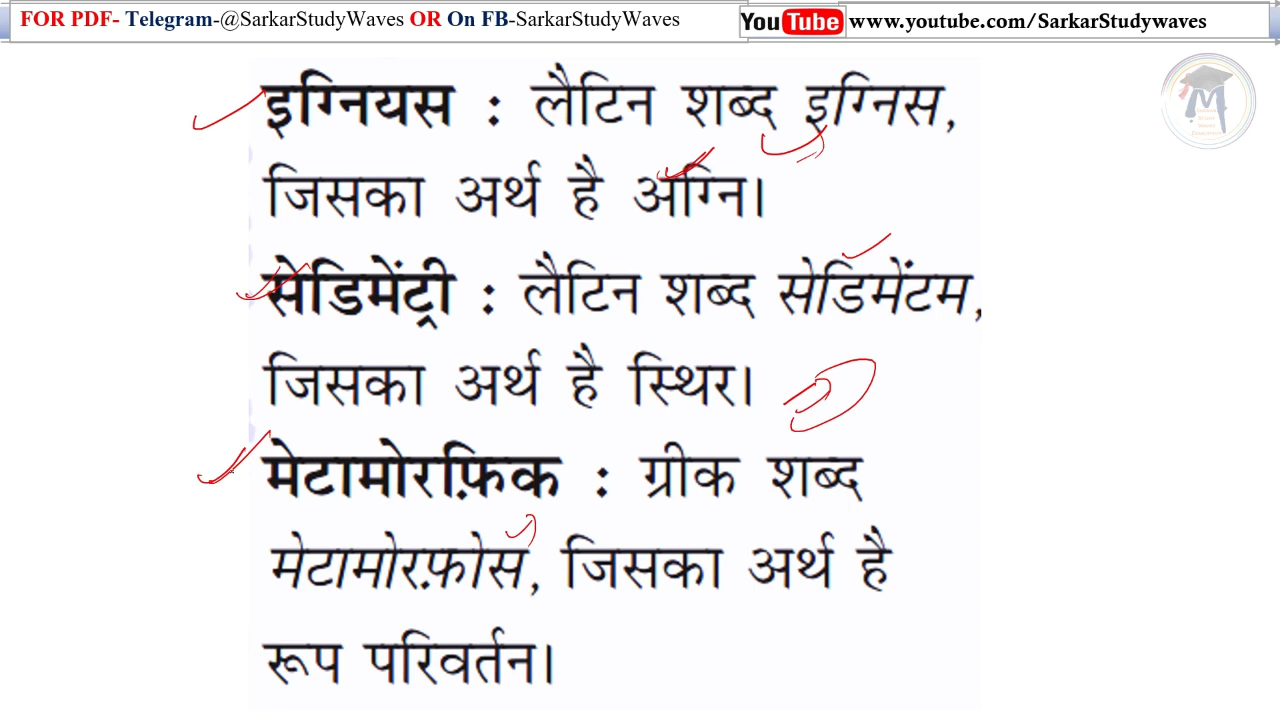 FOR PDF- Telegram-@SarkarStudyWaves OR On FB-SarkarStudyWaves
YouTube www.youtube.com/SarkarStudywaves
इग्नियस : लैटिन शब्द इग्निस,
जिसका अर्थ है अग्नि।
सेडिमेंट्री : लैटिन शब्द सेडिमेंटम,
जिसका अर्थ है स्थिर।
मेटामोरफ़िक : ग्रीक शब्द
मेटामोरफ़ोस, जिसका अर्थ है
रूप परिवर्तन।